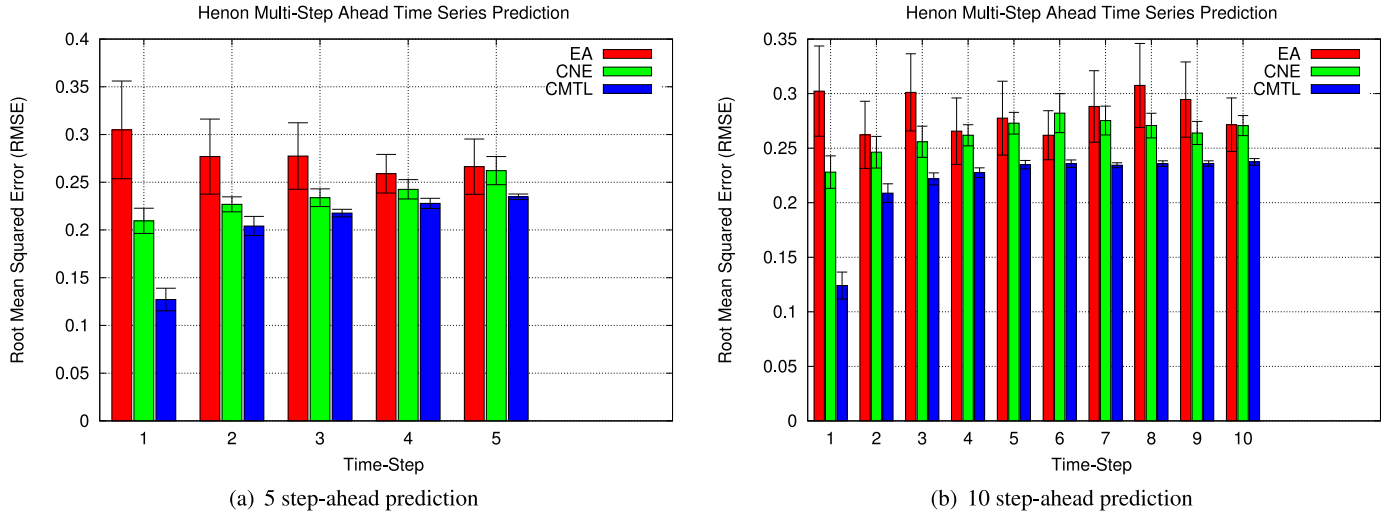 Henon Multi-Step Ahead Time Series Prediction
0.4
0.35
0.3
0.25
0.2
0.15
0.1
0.05
0
Root Mean Squared Error (RMSE)
EA
CNE
CMTL
1 2 3 4 5
Time-Step
(a) 5 step-ahead prediction
Henon Multi-Step Ahead Time Series Prediction
0.35
0.3
0.25
0.2
0.15
0.1
0.05
0
Root Mean Squared Error (RMSE)
EA
CNE
CMTL
1 2 3 4 5 6 7 8 9 10
Time-Step
(b) 10 step-ahead prediction